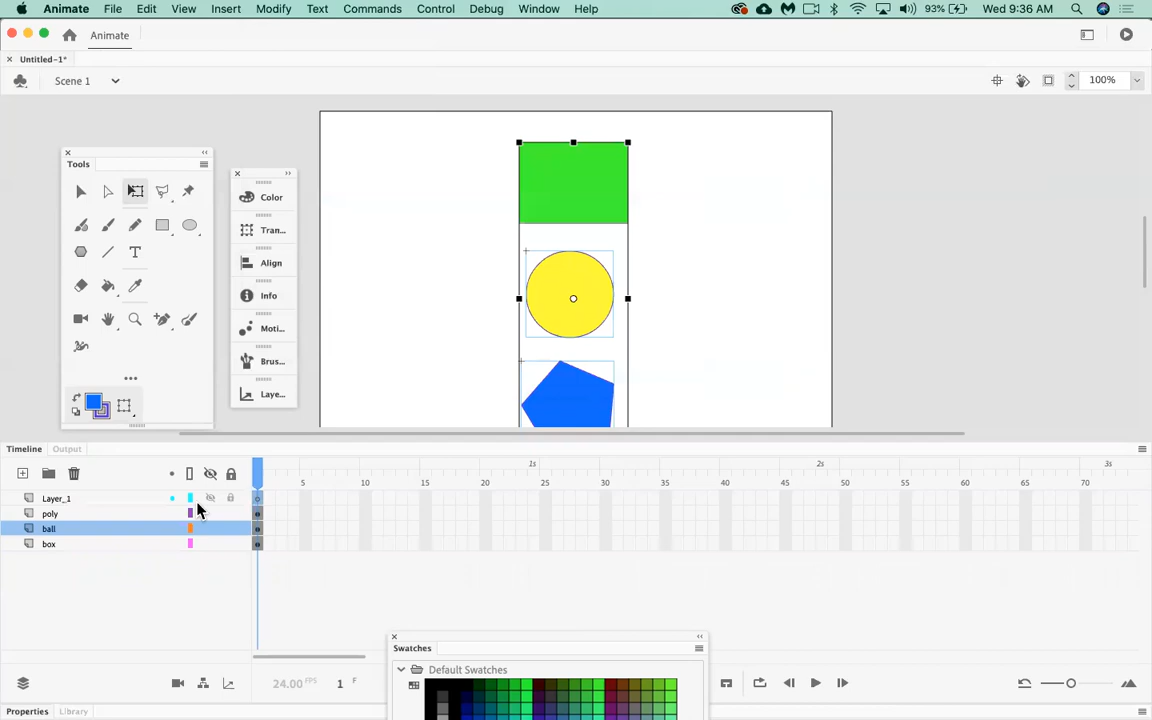 Animate File Edit View Insert Modify Text Commands Control Debug Window Help 93% Wed 9:36 AM
Animate
Untitled-1*
Scene 1 100%
Tools
Color
Tran...
Align
Info
Moti...
Brus...
Laye...
Timeline Output
1s 2s 3s
5 10 15 20 25 30 35 40 45 50 55 60 65 70
Layer_1
poly
ball
box
Swatches
Default Swatches
24.00 FPS 1 F
Properties Library